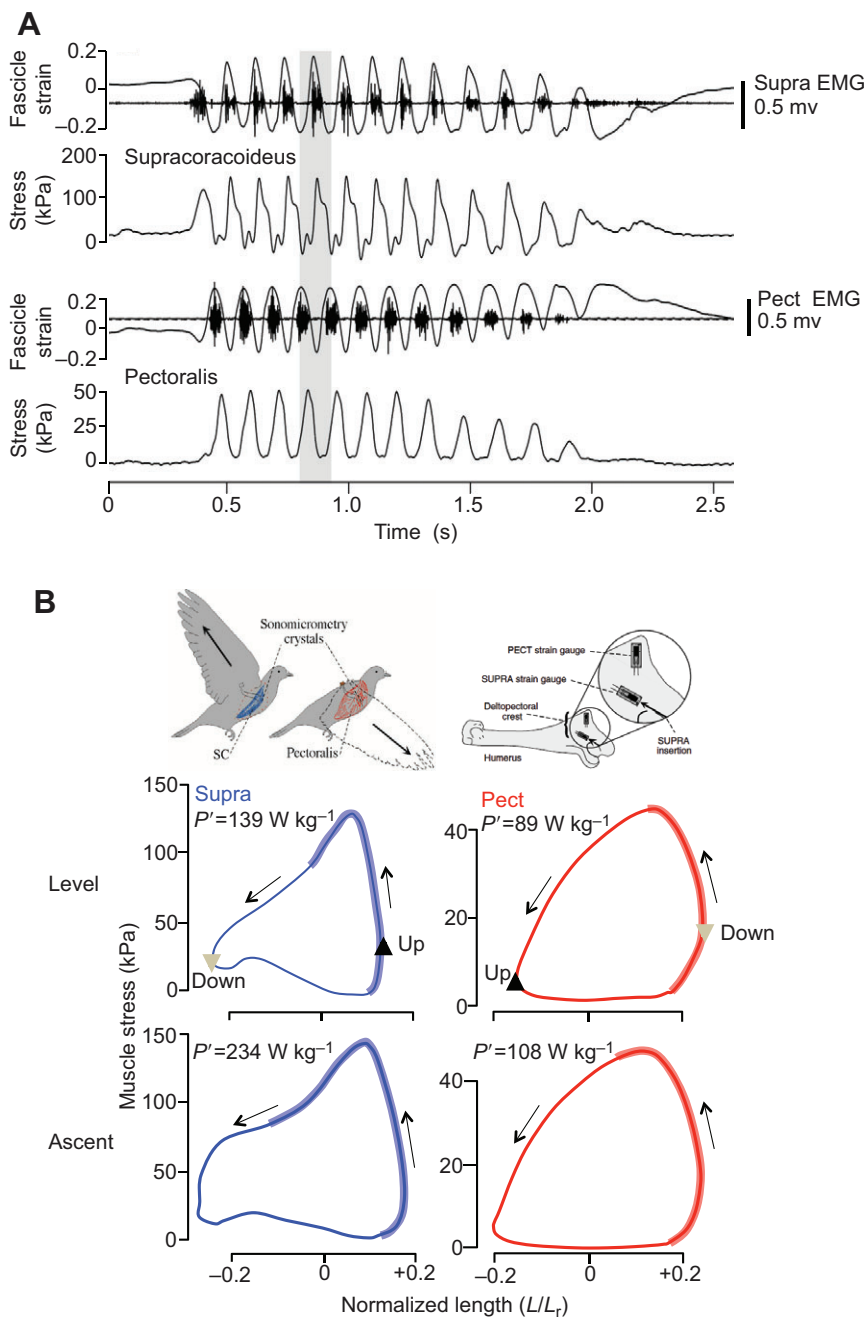 A
0.2
0
–0.2
Fascicle
strain
Supra EMG
0.5 mv
Supracoracoideus
200
100
0
Stress
(kPa)
0.2
0
–0.2
Fascicle
strain
Pect EMG
0.5 mv
Pectoralis
50
25
0
Stress
(kPa)
0 0.5 1.0 1.5 2.0 2.5
Time (s)
B
Sonomicrometry
crystals
SC
Pectoralis
PECT strain gauge
SUPRA strain gauge
Deltopectoral
crest
Humerus
SUPRA
insertion
Level
150
100
50
0
Supra
P′=139 W kg–1
Up
Down
40
20
0
Pect
P′=89 W kg–1
Down
Up
Muscle stress (kPa)
Ascent
150
100
50
0
P′=234 W kg–1
–0.2 0 +0.2
40
20
0
P′=108 W kg–1
–0.2 0 +0.2
Normalized length (L/Lr)